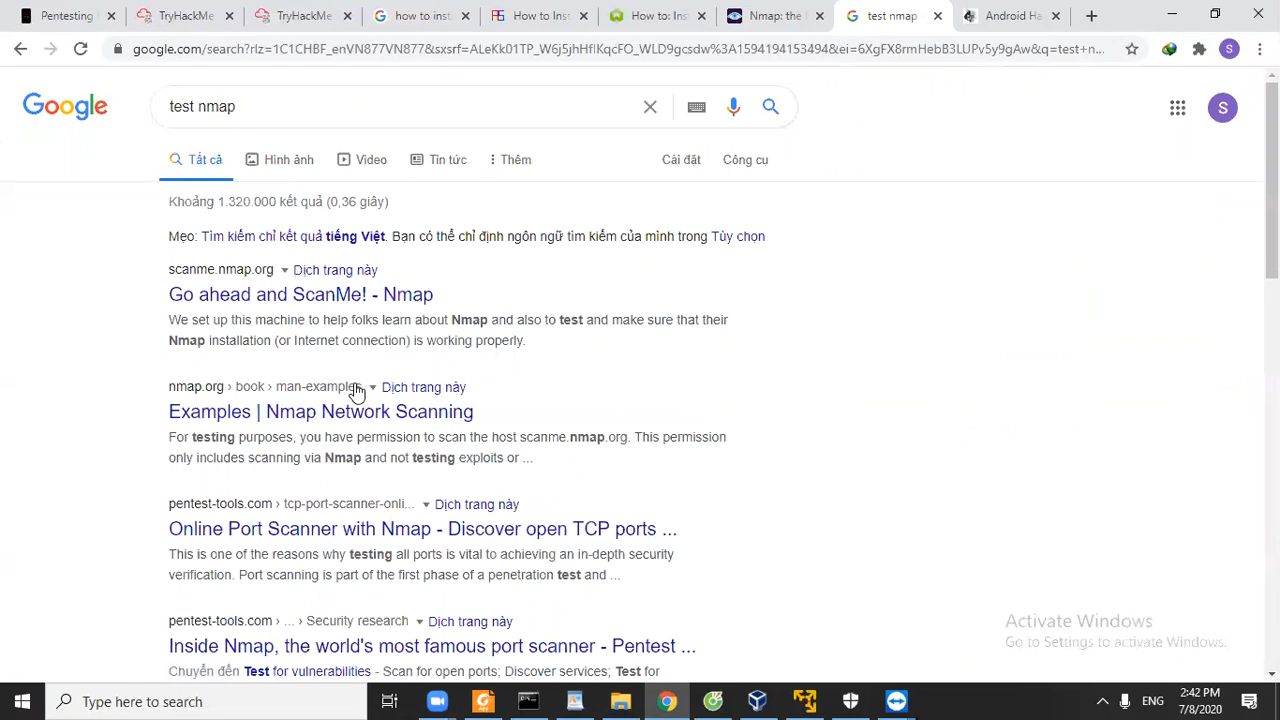 Pentesting
TryHackMe
TryHackMe
how to inst
How to Inst
How to: Ins
Nmap: the
test nmap
Android Ha
google.com/search?rlz=1C1CHBF_enVN877VN877&sxsrf=ALeKk01TP_W6j5jhHfIKqcFO_WLD9gcsdw%3A1594194153494&ei=6XgFX8rmHebB3LUPv5y9gAw&q=test+n...
S
Google
test nmap
S
Tất cả
Hình ảnh
Video
Tin tức
Thêm
Cài đặt
Công cụ
Khoảng 1.320.000 kết quả (0,36 giây)
Mẹo: Tìm kiếm chỉ kết quả tiếng Việt. Bạn có thể chỉ định ngôn ngữ tìm kiếm của mình trong Tùy chọn
scanme.nmap.org Dịch trang này
Go ahead and ScanMe! - Nmap
We set up this machine to help folks learn about Nmap and also to test and make sure that their
Nmap installation (or Internet connection) is working properly.
nmap.org › book › man-examples Dịch trang này
Examples | Nmap Network Scanning
For testing purposes, you have permission to scan the host scanme.nmap.org. This permission
only includes scanning via Nmap and not testing exploits or ...
pentest-tools.com › tcp-port-scanner-onli... Dịch trang này
Online Port Scanner with Nmap - Discover open TCP ports ...
This is one of the reasons why testing all ports is vital to achieving an in-depth security
verification. Port scanning is part of the first phase of a penetration test and ...
pentest-tools.com › ... › Security research Dịch trang này
Inside Nmap, the world's most famous port scanner - Pentest ...
Chuyển đến Test for vulnerabilities - Scan for open ports; Discover services; Test for
Activate Windows
Go to Settings to activate Windows.
Type here to search
ENG
2:42 PM
7/8/2020